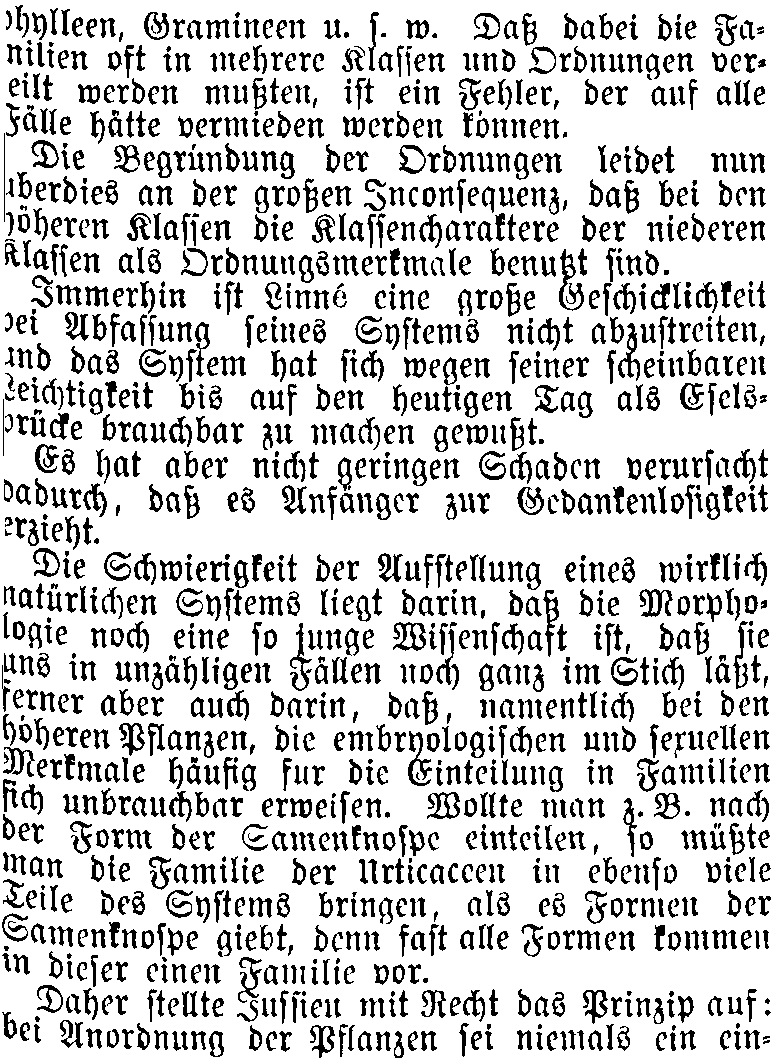 phylleen, Gramineen u. s. w. Daß dabei die Fa-
milien oft in mehrere Klassen und Ordnungen ver-
teilt werden mußten, ist ein Fehler, der auf alle
Fälle hätte vermieden werden können.
Die Begründung der Ordnungen leidet nun
überdies an der großen Inconsequenz, daß bei den
höheren Klassen die Klassencharaktere der niederen
Klassen als Ordnungsmerkmale benutzt sind.
Immerhin ist Linné eine große Geschicklichkeit
bei Abfassung seines Systems nicht abzustreiten,
und das System hat sich wegen seiner scheinbaren
Leichtigkeit bis auf den heutigen Tag als Esels-
brücke brauchbar zu machen gewußt.
Es hat aber nicht geringen Schaden verursacht
dadurch, daß es Anfänger zur Gedankenlosigkeit
erzieht.
Die Schwierigkeit der Aufstellung eines wirklich
natürlichen Systems liegt darin, daß die Morpho-
logie noch eine so junge Wissenschaft ist, daß sie
uns in unzähligen Fällen noch ganz im Stich läßt,
ferner aber auch darin, daß, namentlich bei den
höheren Pflanzen, die embryologischen und sexuellen
Merkmale häufig für die Einteilung in Familien
sich unbrauchbar erweisen. Wollte man z. B. nach
der Form der Samenknospe einteilen, so müßte
man die Familie der Urticaceen in ebenso viele
Teile des Systems bringen, als es Formen der
Samenknospe giebt, denn fast alle Formen kommen
in dieser einen Familie vor.
Daher stellte Jussieu mit Recht das Prinzip auf:
bei Anordnung der Pflanzen sei niemals ein ein-